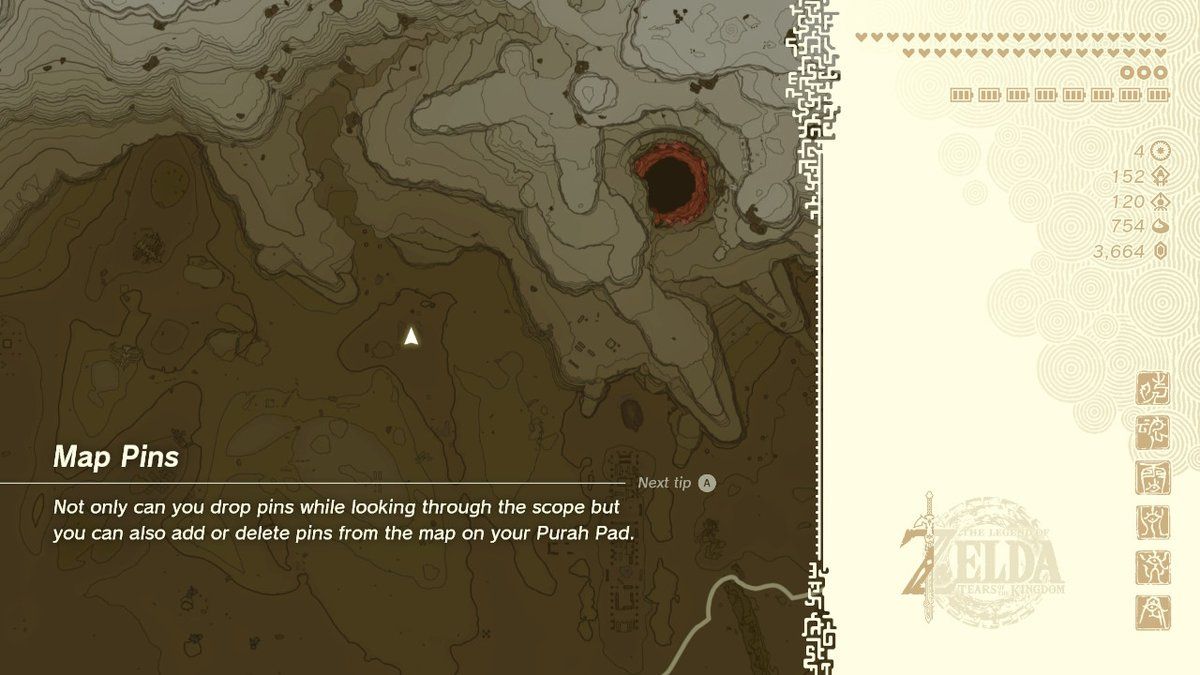 4
152
120
754
3,664
Map Pins
Next tip A
Not only can you drop pins while looking through the scope but
you can also add or delete pins from the map on your Purah Pad.
THE LEGEND OF
ZELDA
TEARS OF THE KINGDOM